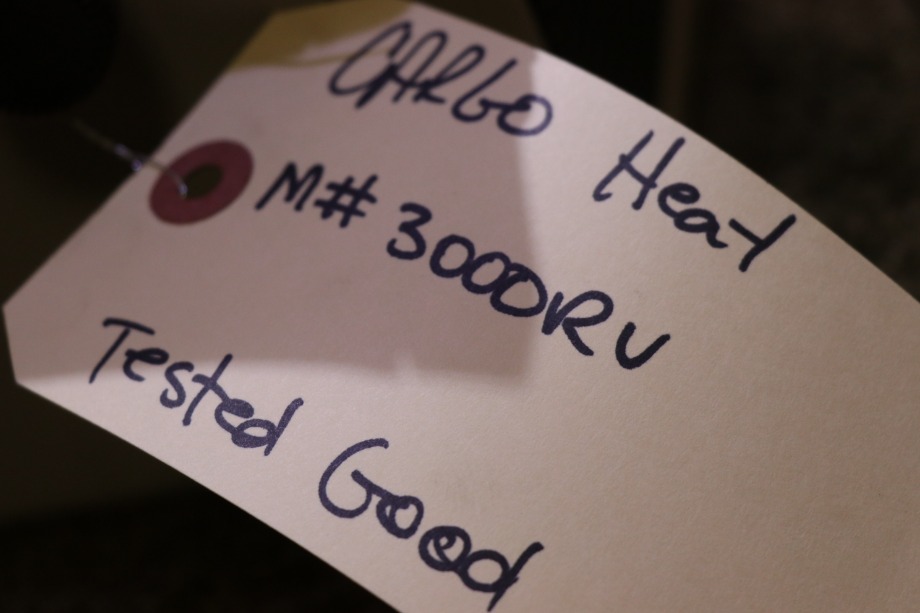 CARGO Heat
M# 3000RV
Tested Good